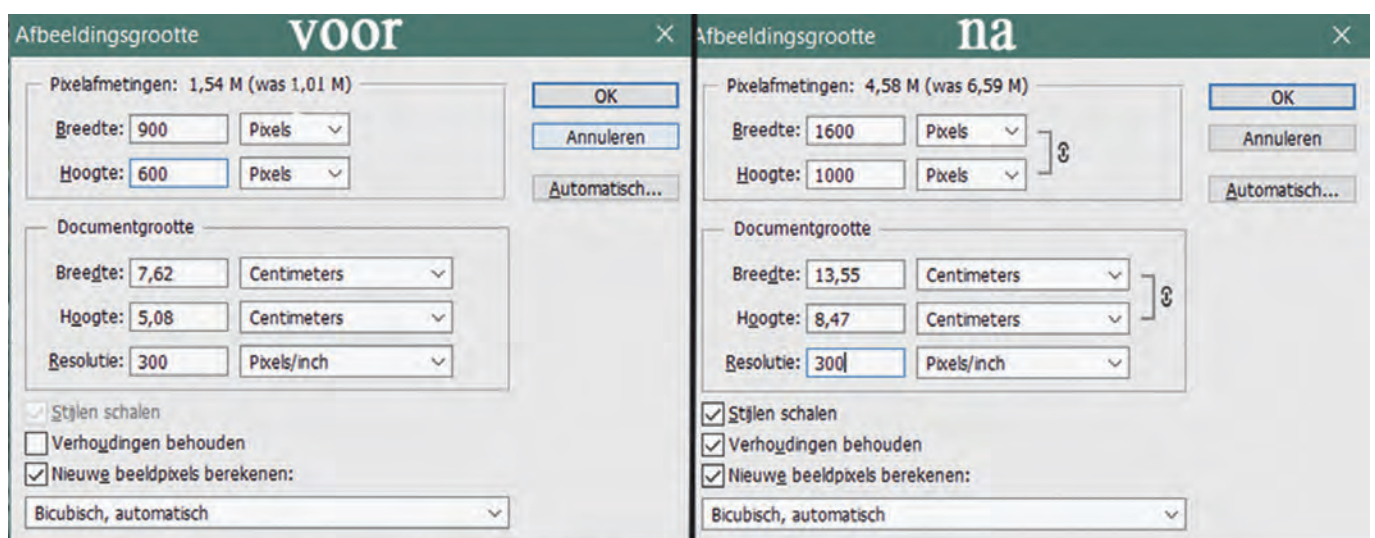 Afbeeldingsgrootte voor
Pixelafmetingen: 1,54 M (was 1,01 M)
Breedte: 900 Pixels
Hoogte: 600 Pixels
OK
Annuleren
Automatisch...
Documentgrootte
Breedte: 7,62 Centimeters
Hoogte: 5,08 Centimeters
Resolutie: 300 Pixels/inch
Stijlen schalen
Verhoudingen behouden
Nieuwe beeldpixels berekenen:
Bicubisch, automatisch
Afbeeldingsgrootte na
Pixelafmetingen: 4,58 M (was 6,59 M)
Breedte: 1600 Pixels
Hoogte: 1000 Pixels
OK
Annuleren
Automatisch...
Documentgrootte
Breedte: 13,55 Centimeters
Hoogte: 8,47 Centimeters
Resolutie: 300 Pixels/inch
Stijlen schalen
Verhoudingen behouden
Nieuwe beeldpixels berekenen:
Bicubisch, automatisch